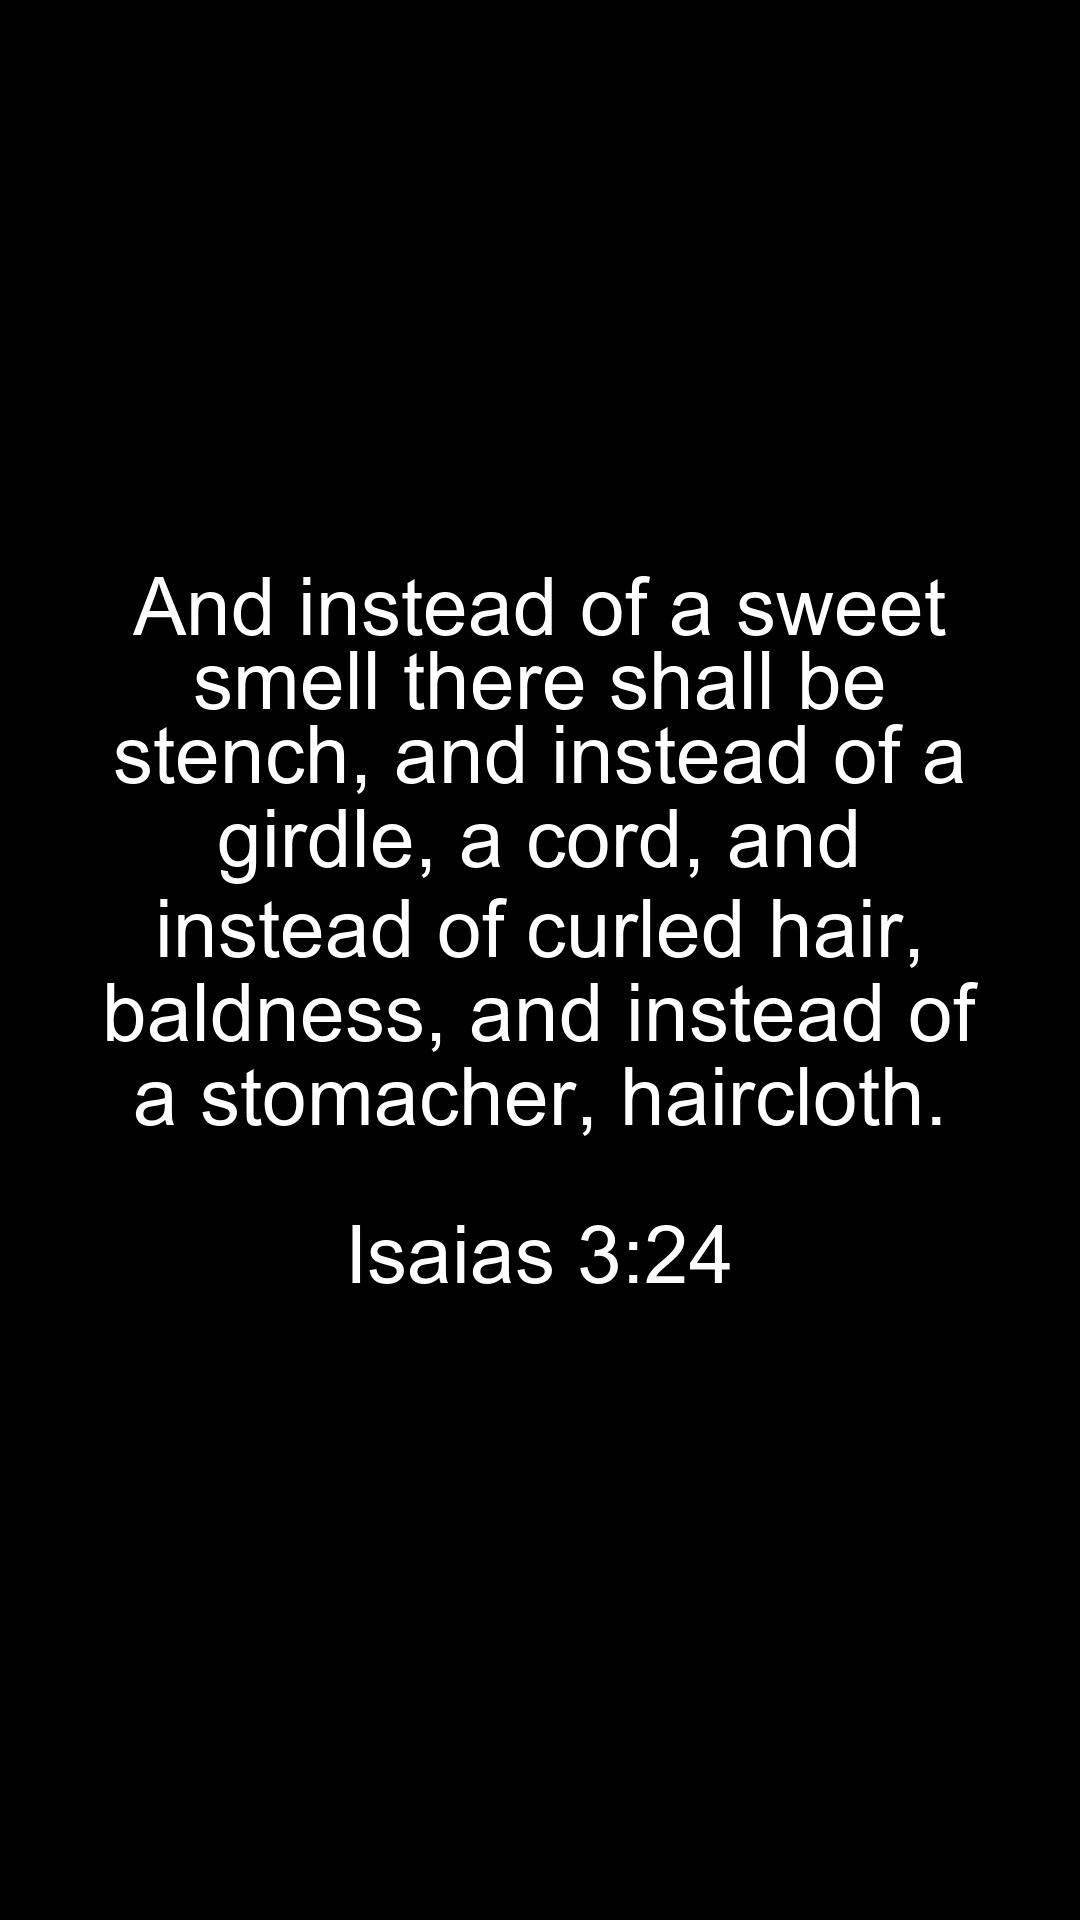 And instead of a sweet
smell there shall be
stench, and instead of a
girdle, a cord, and
instead of curled hair,
baldness, and instead of
a stomacher, haircloth.
Isaias 3:24